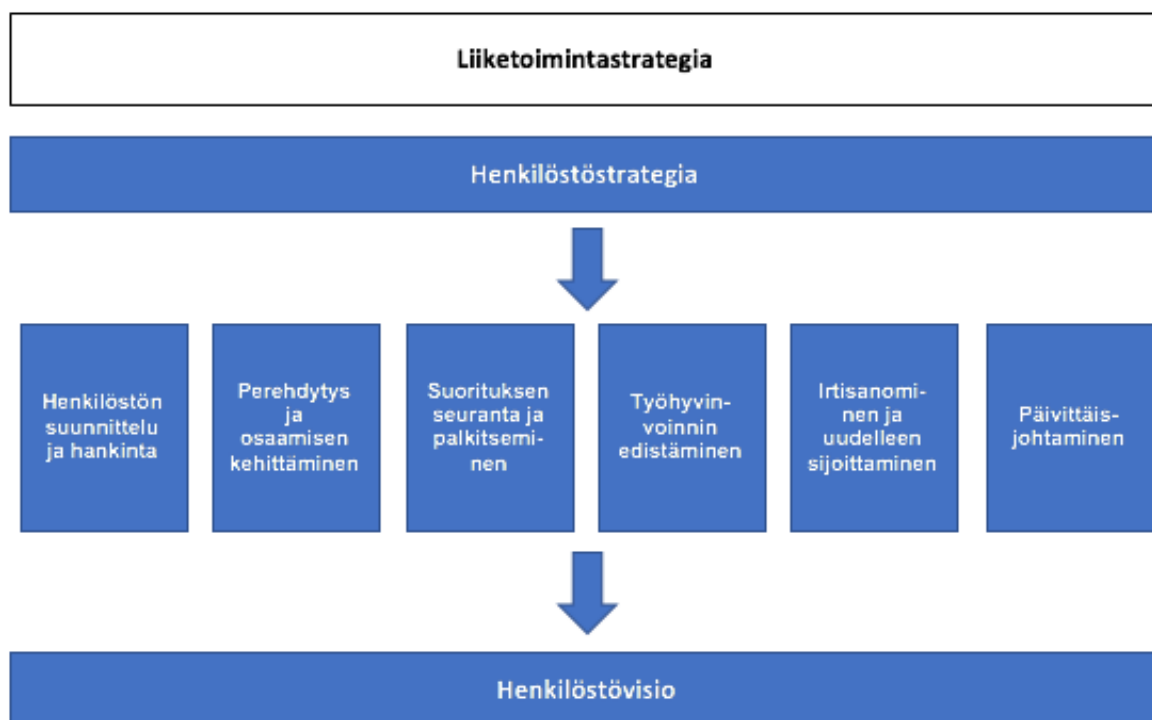 Liiketoimintastrategia
Henkilöstöstrategia
Henkilöstön
suunnittelu
ja hankinta
Perehdytys
ja
osaamisen
kehittäminen
Suorituksen
seuranta ja
palkitsemi-
nen
Työhyvin-
voinnin
edistäminen
Irtisanomi-
nen ja
uudelleen
sijoittaminen
Päivittäis-
johtaminen
Henkilöstövisio